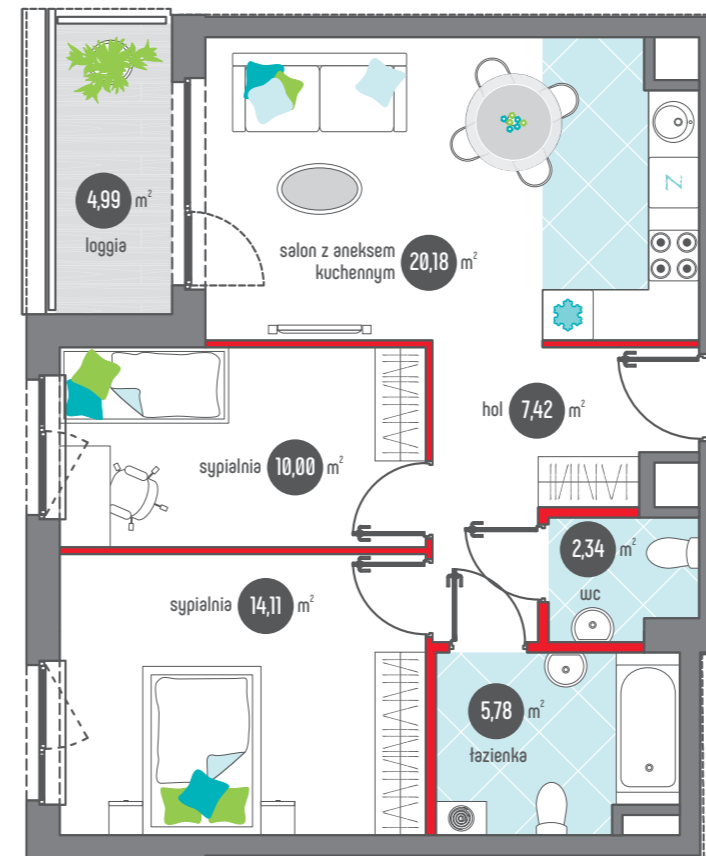 4,99 m²
loggia
salon z aneksem
kuchennym
20,18 m²
Z
hol 7,42 m²
sypialnia 10,00 m²
2,34 m²
wc
sypialnia 14,11 m²
5,78 m²
łazienka